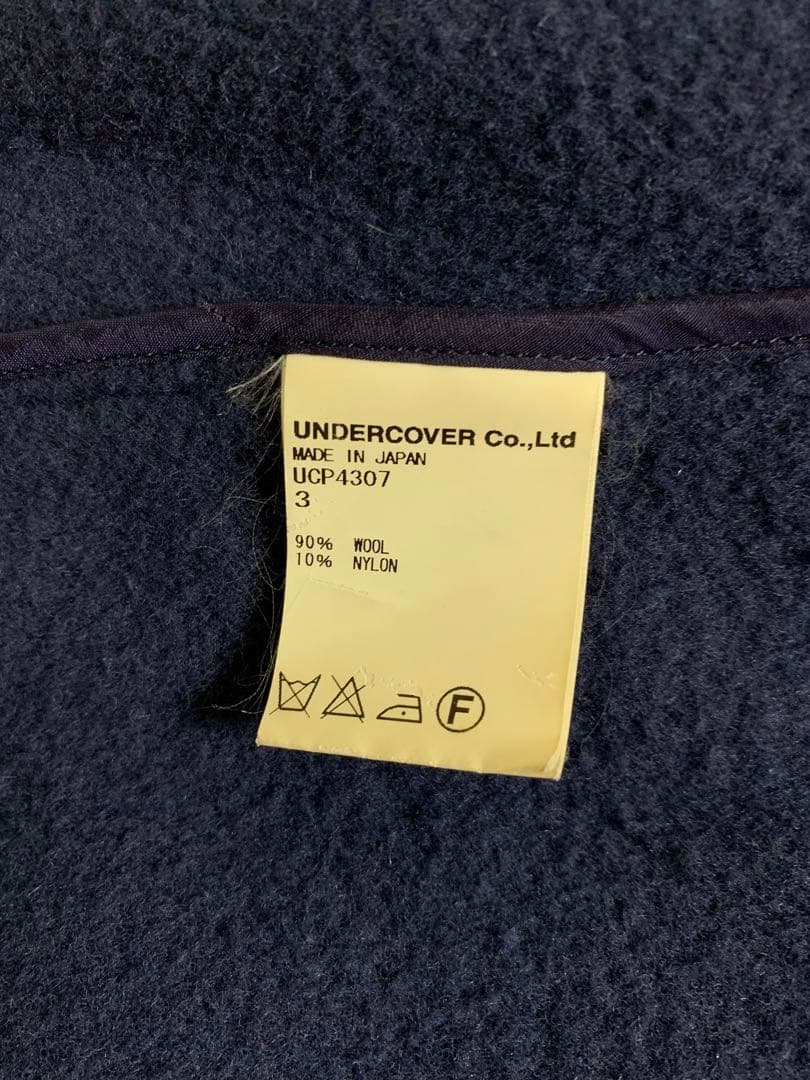 UNDERCOVER Co.,Ltd
MADE IN JAPAN
UCP4307
3
90% WOOL
10% NYLON
F